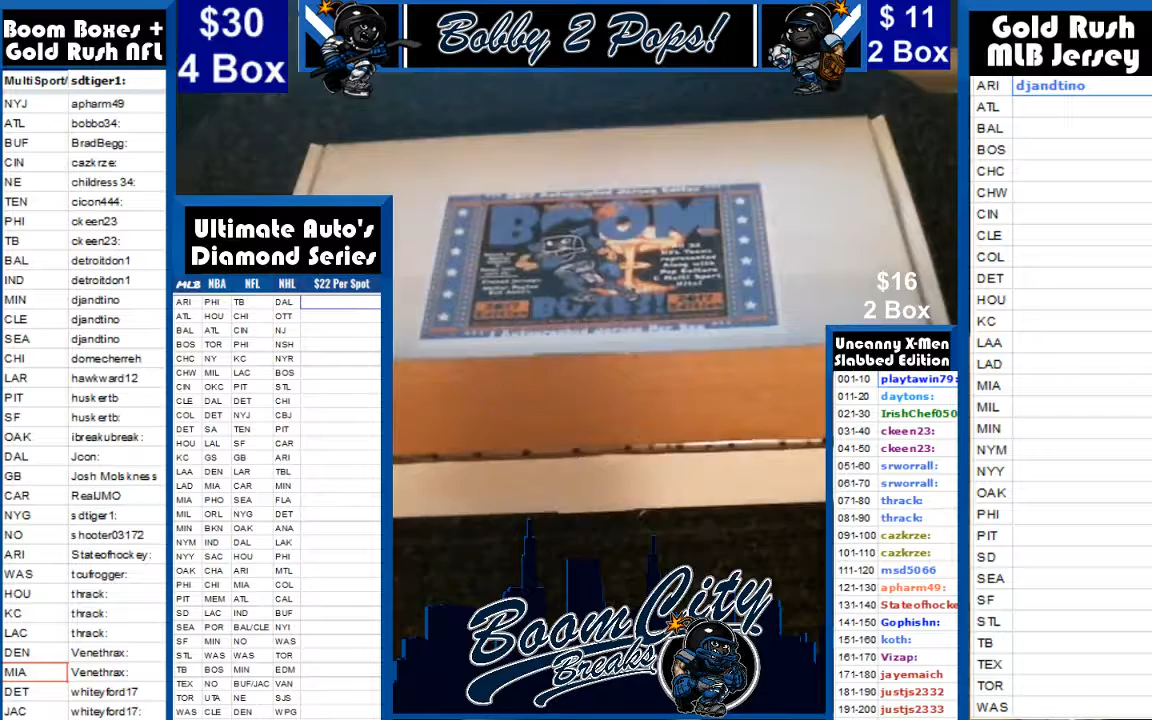 Boom Boxes +
Gold Rush NFL
MultiSport/ sdtiger1:
NYJ apharm49
ATL bobbo34:
BUF BradBegg:
CIN cazkrze:
NE childress 34:
TEN cicon444:
PHI ckeen23
TB ckeen23:
BAL detroitdon1
IND detroitdon1
MIN djandtino
CLE djandtino
SEA djandtino
CHI domecherreh
LAR hawkward12
PIT huskertb
SF huskertb:
OAK ibreakubreak:
DAL Jcon:
GB Josh Molskness
CAR RealJMO
NYG sdtiger1:
NO shooter03172
ARI Stateofhockey:
WAS tcufrogger:
HOU thrack:
KC thrack:
LAC thrack:
DEN Venethrax:
MIA Venethrax:
DET whiteyford17
JAC whiteyford17:
$30
4 Box
Bobby 2 Pops!
$ 11
2 Box
Ultimate Auto's
Diamond Series
MLB NBA NFL NHL $22 Per Spot
ARI PHI TB DAL
ATL HOU CHI OTT
BAL ATL CIN NJ
BOS TOR PHI NSH
CHC NY KC NYR
CHW MIL LAC BOS
CIN OKC PIT STL
CLE DAL DET CHI
COL DET NYJ CBJ
DET SA TEN PIT
HOU LAL SF CAR
KC GS GB ARI
LAA DEN LAR TBL
LAD MIA CAR MIN
MIA PHO SEA FLA
MIL ORL NYG DET
MIN BKN OAK ANA
NYM IND DAL LAK
NYY SAC HOU PHI
OAK CHA ARI MTL
PHI CHI MIA COL
PIT MEM ATL CAL
SD LAC IND BUF
SEA POR BAL/CLE NYI
SF MIN NO WAS
STL WAS WAS TOR
TB BOS MIN EDM
TEX NO BUF/JAC VAN
TOR UTA NE SJS
WAS CLE DEN WPG
BOOM
NFL Teams
represented
Along with
2017
Edition
BOXES!
2017
Edition
Boom City
Breaks
$16
2 Box
Uncanny X-Men
Slabbed Edition
001-10 playtawin79:
011-20 daytons:
021-30 IrishChef050
031-40 ckeen23:
041-50 ckeen23:
051-60 srworrall:
061-70 srworrall:
071-80 thrack:
081-90 thrack:
091-100 cazkrze:
101-110 cazkrze:
111-120 msd5066
121-130 apharm49:
131-140 Stateofhocke
141-150 Gophishn:
151-160 koth:
161-170 Vizap:
171-180 jayemaich
181-190 justjs2332
191-200 justjs2333
Gold Rush
MLB Jersey
ARI djandtino
ATL
BAL
BOS
CHC
CHW
CIN
CLE
COL
DET
HOU
KC
LAA
LAD
MIA
MIL
MIN
NYM
NYY
OAK
PHI
PIT
SD
SEA
SF
STL
TB
TEX
TOR
WAS